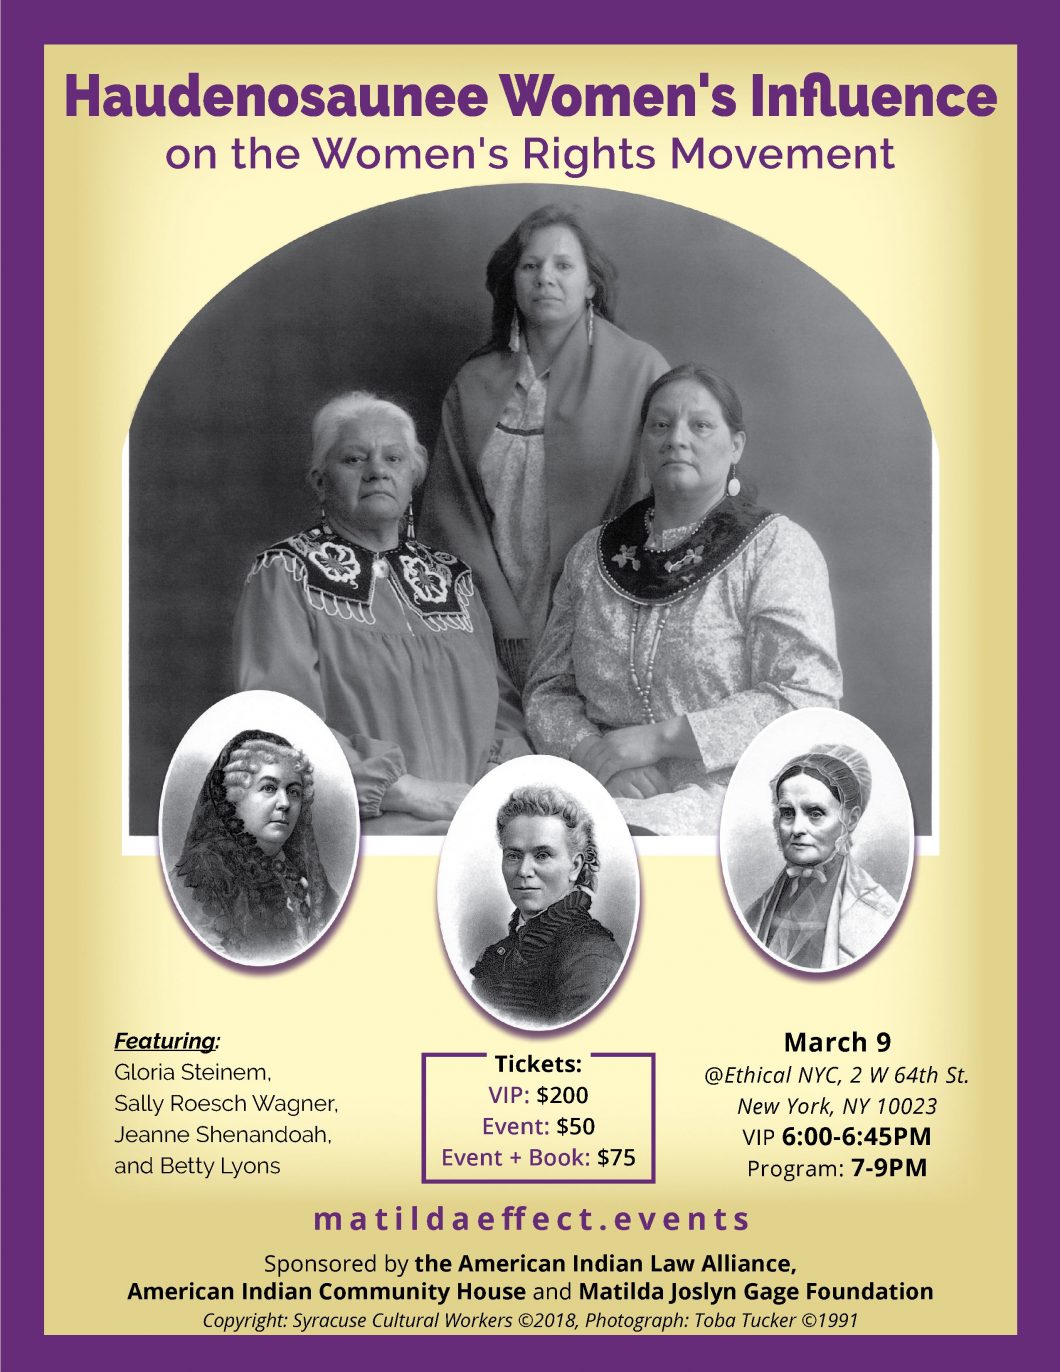 Haudenosaunee Women's Influence
on the Women's Rights Movement
Featuring:
Gloria Steinem,
Sally Roesch Wagner,
Jeanne Shenandoah,
and Betty Lyons
Tickets:
VIP: $200
Event: $50
Event + Book: $75
March 9
@Ethical NYC, 2 W 64th St.
New York, NY 10023
VIP 6:00-6:45PM
Program: 7-9PM
matildaeffect.events
Sponsored by the American Indian Law Alliance,
American Indian Community House and Matilda Joslyn Gage Foundation
Copyright: Syracuse Cultural Workers ©2018, Photograph: Toba Tucker ©1991